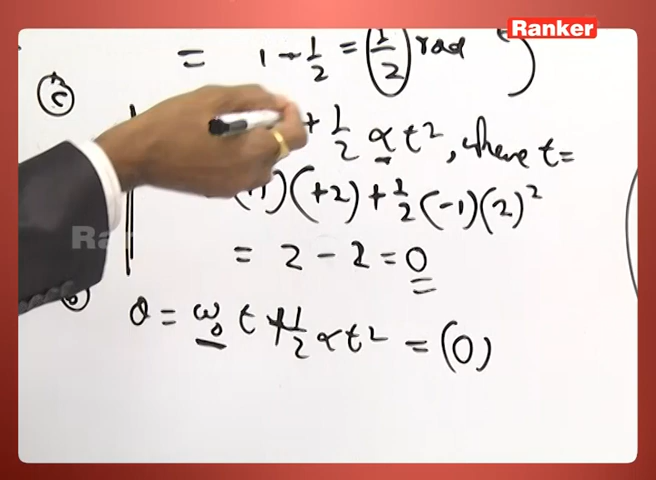 Ranker
= 1 - 1/2 = (1/2) rad )
+ 1/2 α t², where t=
1)(+2) + 1/2 (-1)(2)²
= 2 - 2 = 0
θ = ω₀ t + 1/2 α t² = (0)